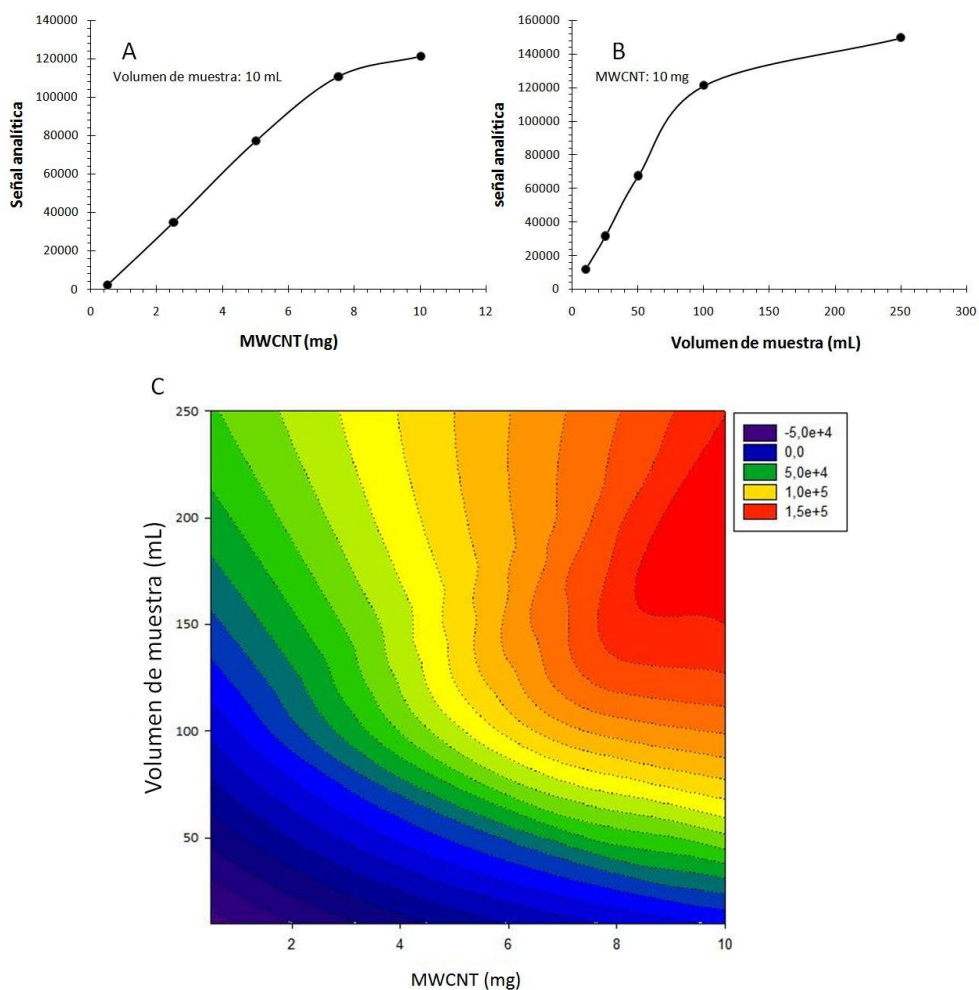 A
Volumen de muestra: 10 mL
Señal analítica
140000
120000
100000
80000
60000
40000
20000
0
0 2 4 6 8 10 12
MWCNT (mg)
B
MWCNT: 10 mg
señal analítica
160000
140000
120000
100000
80000
60000
40000
20000
0
0 50 100 150 200 250 300
Volumen de muestra (mL)
C
Volumen de muestra (mL)
250
200
150
100
50
2 4 6 8 10
MWCNT (mg)
-5,0e+4
0,0
5,0e+4
1,0e+5
1,5e+5